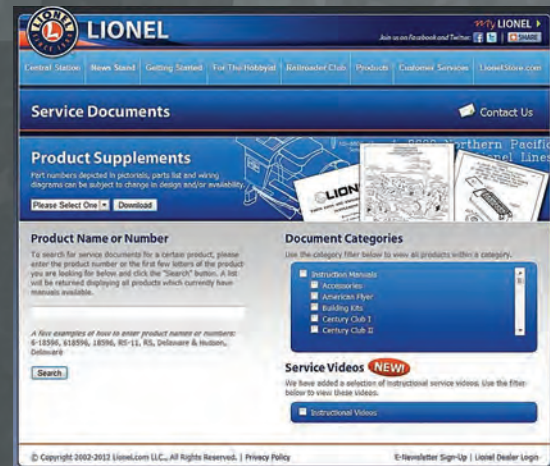 LIONEL
SINCE 1900
My LIONEL
Join us on Facebook and Twitter: SHARE
Central Station News Stand Getting Started For The Hobbyist Railroader Club Products Customer Services LionelStore.com
Service Documents
Contact Us
Product Supplements
Part numbers depicted in pictorials, parts list and wiring
diagrams can be subject to change in design and/or availability.
Please Select One Download
Northern Pacific
LION
Product Name or Number
To search for service documents for a certain product, please
enter the product number or the first few letters of the product
you are looking for below and click the "Search" button. A list
will be returned displaying all products which currently have
manuals available.
A few examples of how to enter product names or numbers:
6-18596, 618596, 18596, RS-11, RS, Delaware & Hudson,
Delaware
Search
Document Categories
Use the category filter below to view all products within a category.
Instruction Manuals
Accessories
American Flyer
Building Kits
Century Club I
Century Club II
Service Videos NEW!
We have added a selection of instructional service videos. Use the filter
below to view these videos.
Instructional Videos
© Copyright 2002-2012 Lionel.com LLC., All Rights Reserved. | Privacy Policy
E-Newsletter Sign-Up | Lionel Dealer Login